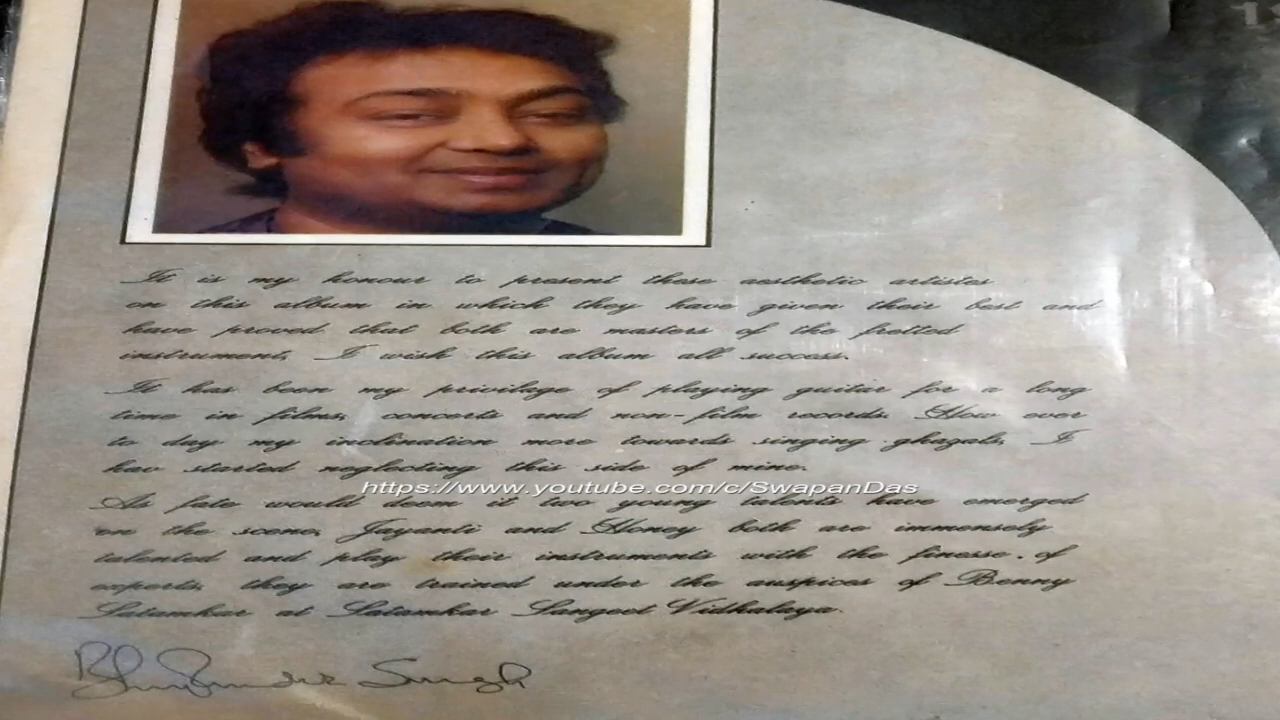 It is my honour to present these aesthetic artistes
on this album in which they have given their best and
have proved that both are masters of the fretted
instrument, I wish this album all success.
It has been my privilage of playing guitar for a long
time in films, concerts and non-film records. How ever
to day my inclination more towards singing ghazals, I
hav started neglecting this side of mine.
https://www.youtube.com/c/SwapanDas
As fate would deem it two young talents have emerged
on the scene, Jayanti and Honey both are immensely
talented and play their instruments with the finesse of
experts, they are trained under the auspices of Benny
Satamkar at Satamkar Sangeet Vidhalaya.
Bhupinder Singh